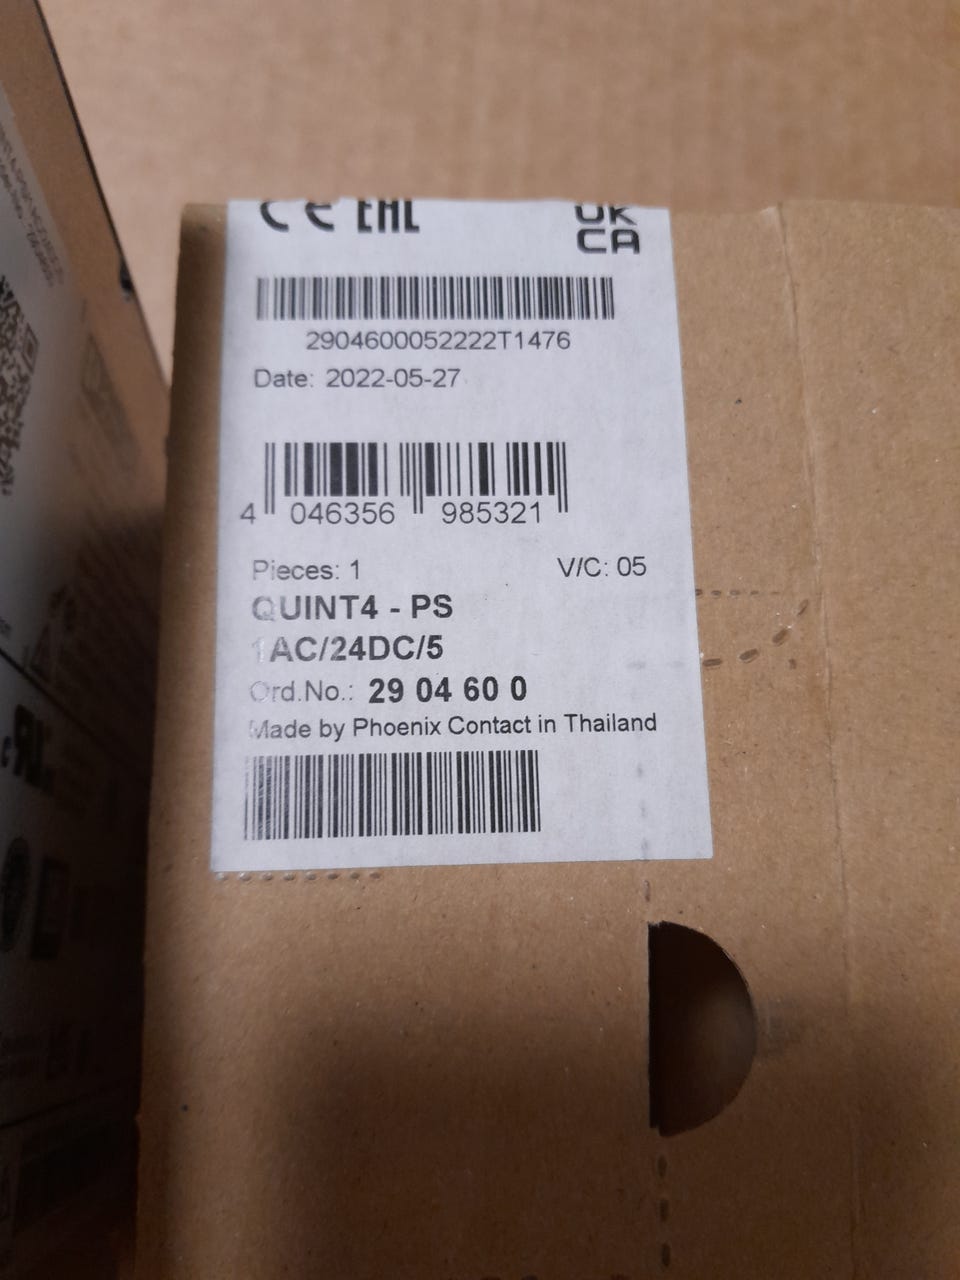 CE EAC
UK
CA
2904600052222T1476
Date: 2022-05-27
4 046356 985321
Pieces: 1 V/C: 05
QUINT4 - PS
1AC/24DC/5
Ord.No.: 29 04 60 0
Made by Phoenix Contact in Thailand